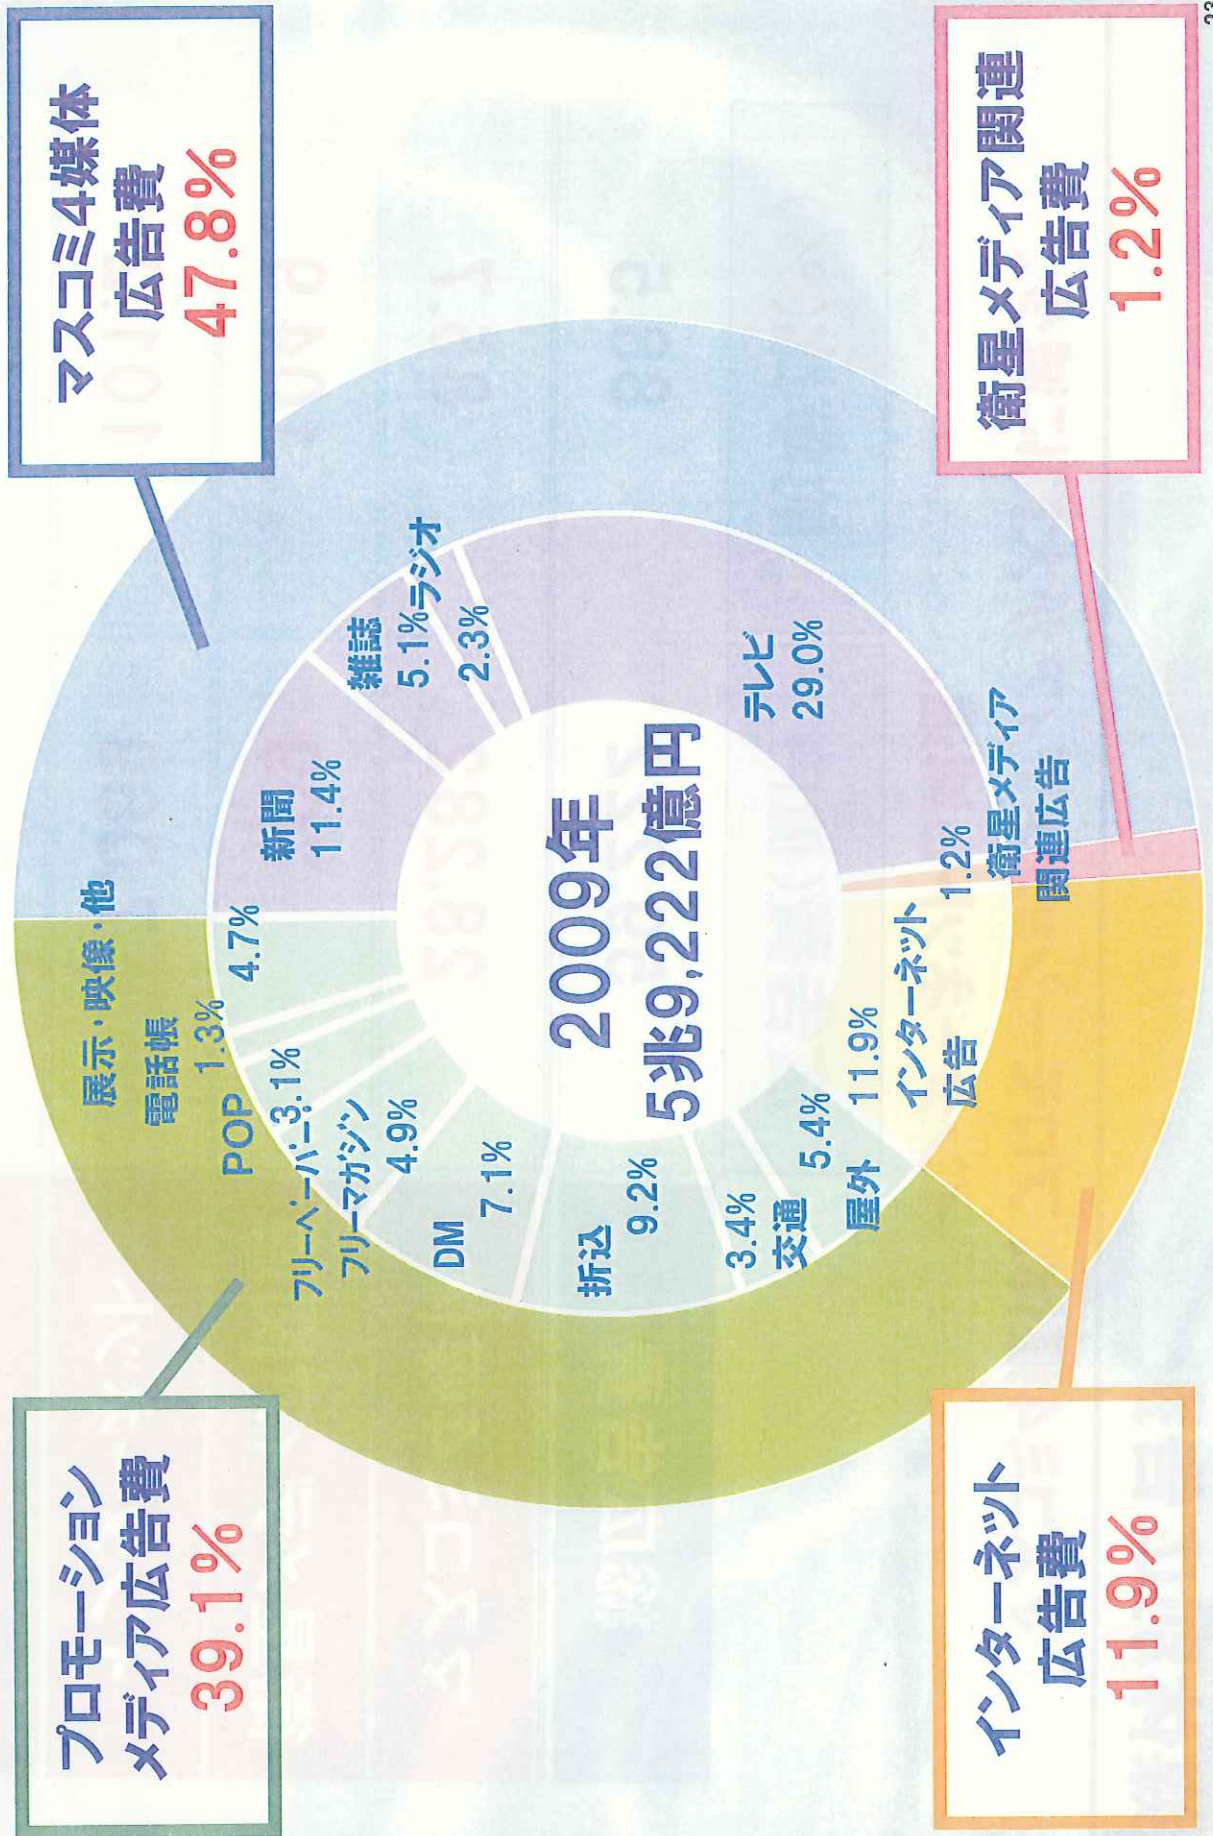 プロモーション
メディア広告費
39.1%
マスコミ4媒体
広告費
47.8%
展示・映像・他
4.7%
電話帳
1.3%
POP
3.1%
フリーペーパー・
フリーマガジン
4.9%
DM
7.1%
折込
9.2%
3.4%
交通
5.4%
屋外
新聞
11.4%
雑誌
5.1%
ラジオ
2.3%
テレビ
29.0%
2009年
5兆9,222億円
11.9%
インターネット
広告
1.2%
衛星メディア
関連広告
インターネット
広告費
11.9%
衛星メディア関連
広告費
1.2%